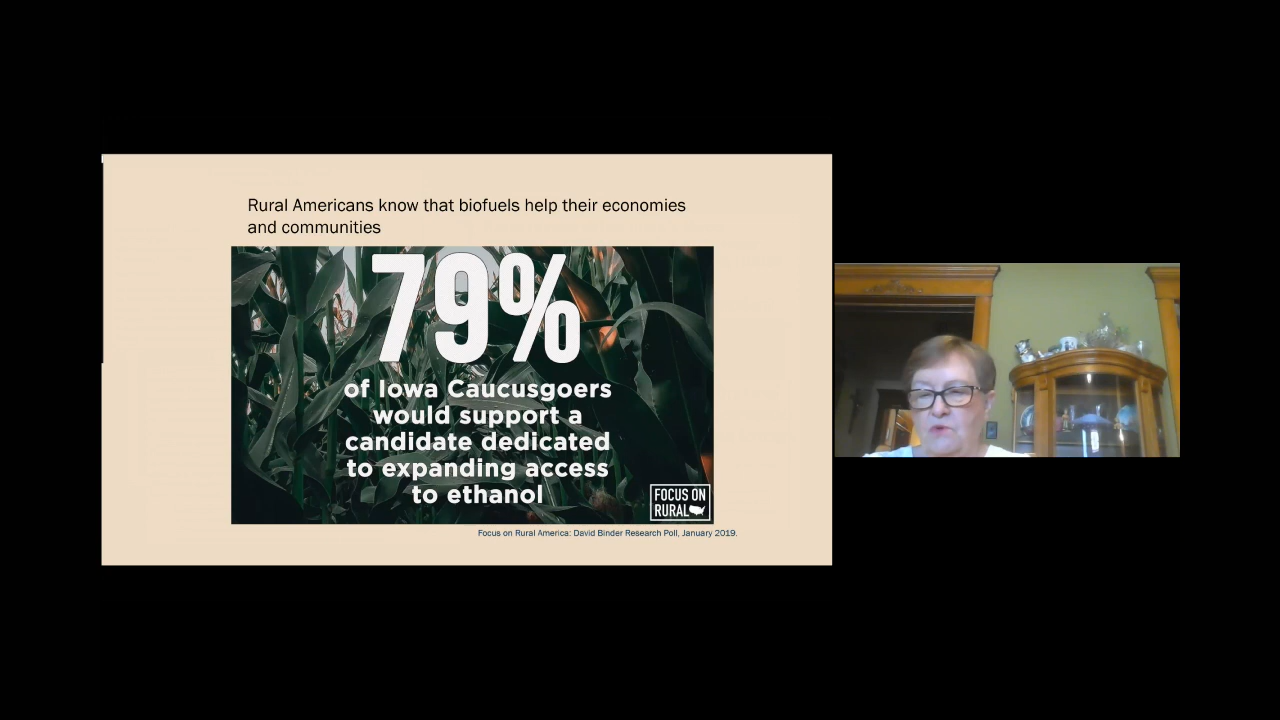 Rural Americans know that biofuels help their economies
and communities
79%
of Iowa Caucusgoers
would support a
candidate dedicated
to expanding access
to ethanol
FOCUS ON
RURAL
Focus on Rural America: David Binder Research Poll, January 2019.